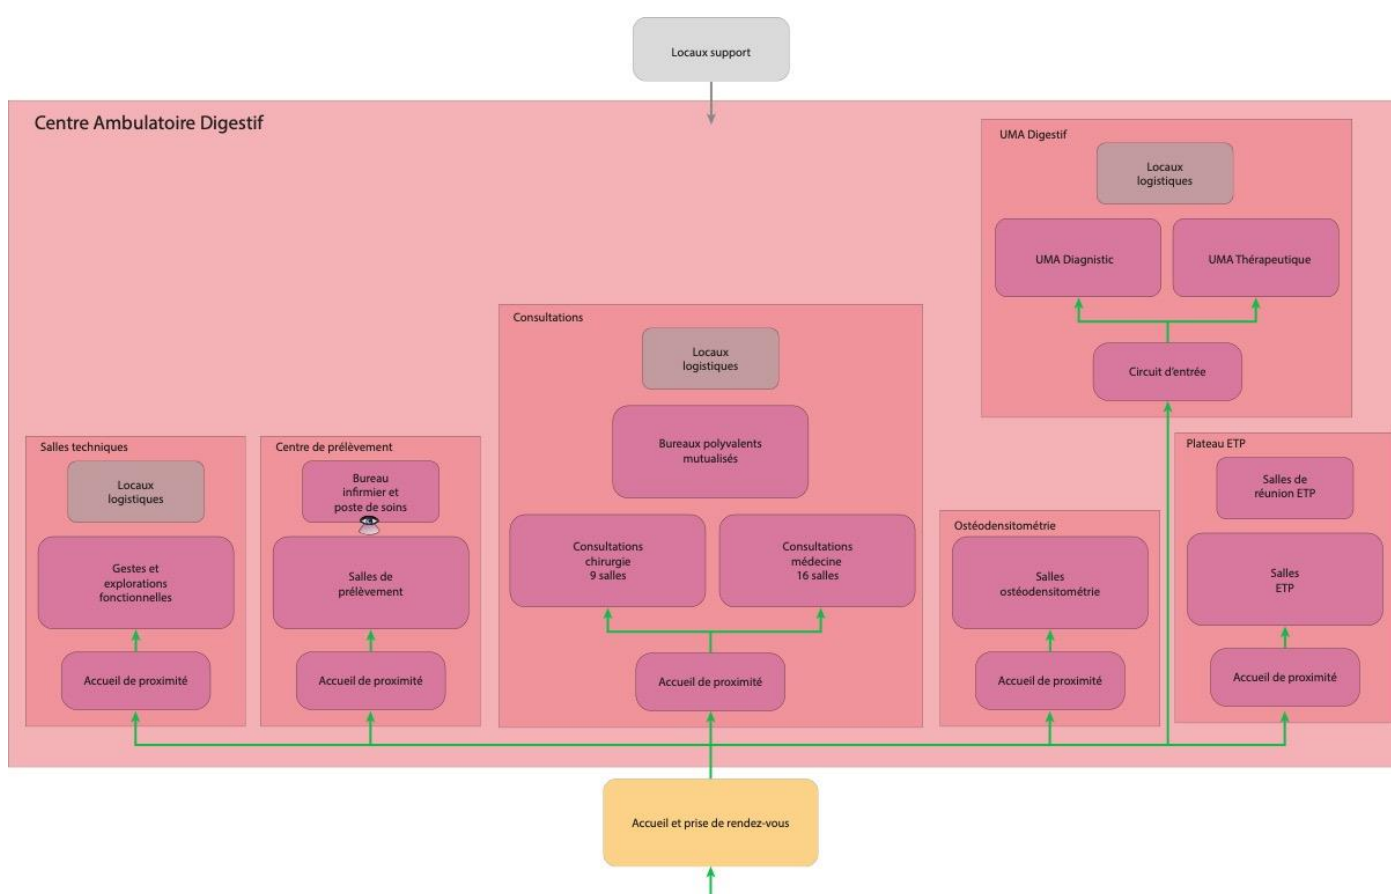 Locaux support
Centre Ambulatoire Digestif
UMA Digestif
Locaux
logistiques
UMA Diagnistic
UMA Thérapeutique
Circuit d'entrée
Consultations
Locaux
logistiques
Bureaux polyvalents
mutualisés
Consultations
chirurgie
9 salles
Consultations
médecine
16 salles
Accueil de proximité
Salles techniques
Locaux
logistiques
Gestes et
explorations
fonctionnelles
Accueil de proximité
Centre de prélèvement
Bureau
infirmier et
poste de soins
Salles de
prélèvement
Accueil de proximité
Ostéodensitométrie
Salles
ostéodensitométrie
Accueil de proximité
Plateau ETP
Salles de
réunion ETP
Salles
ETP
Accueil de proximité
Accueil et prise de rendez-vous